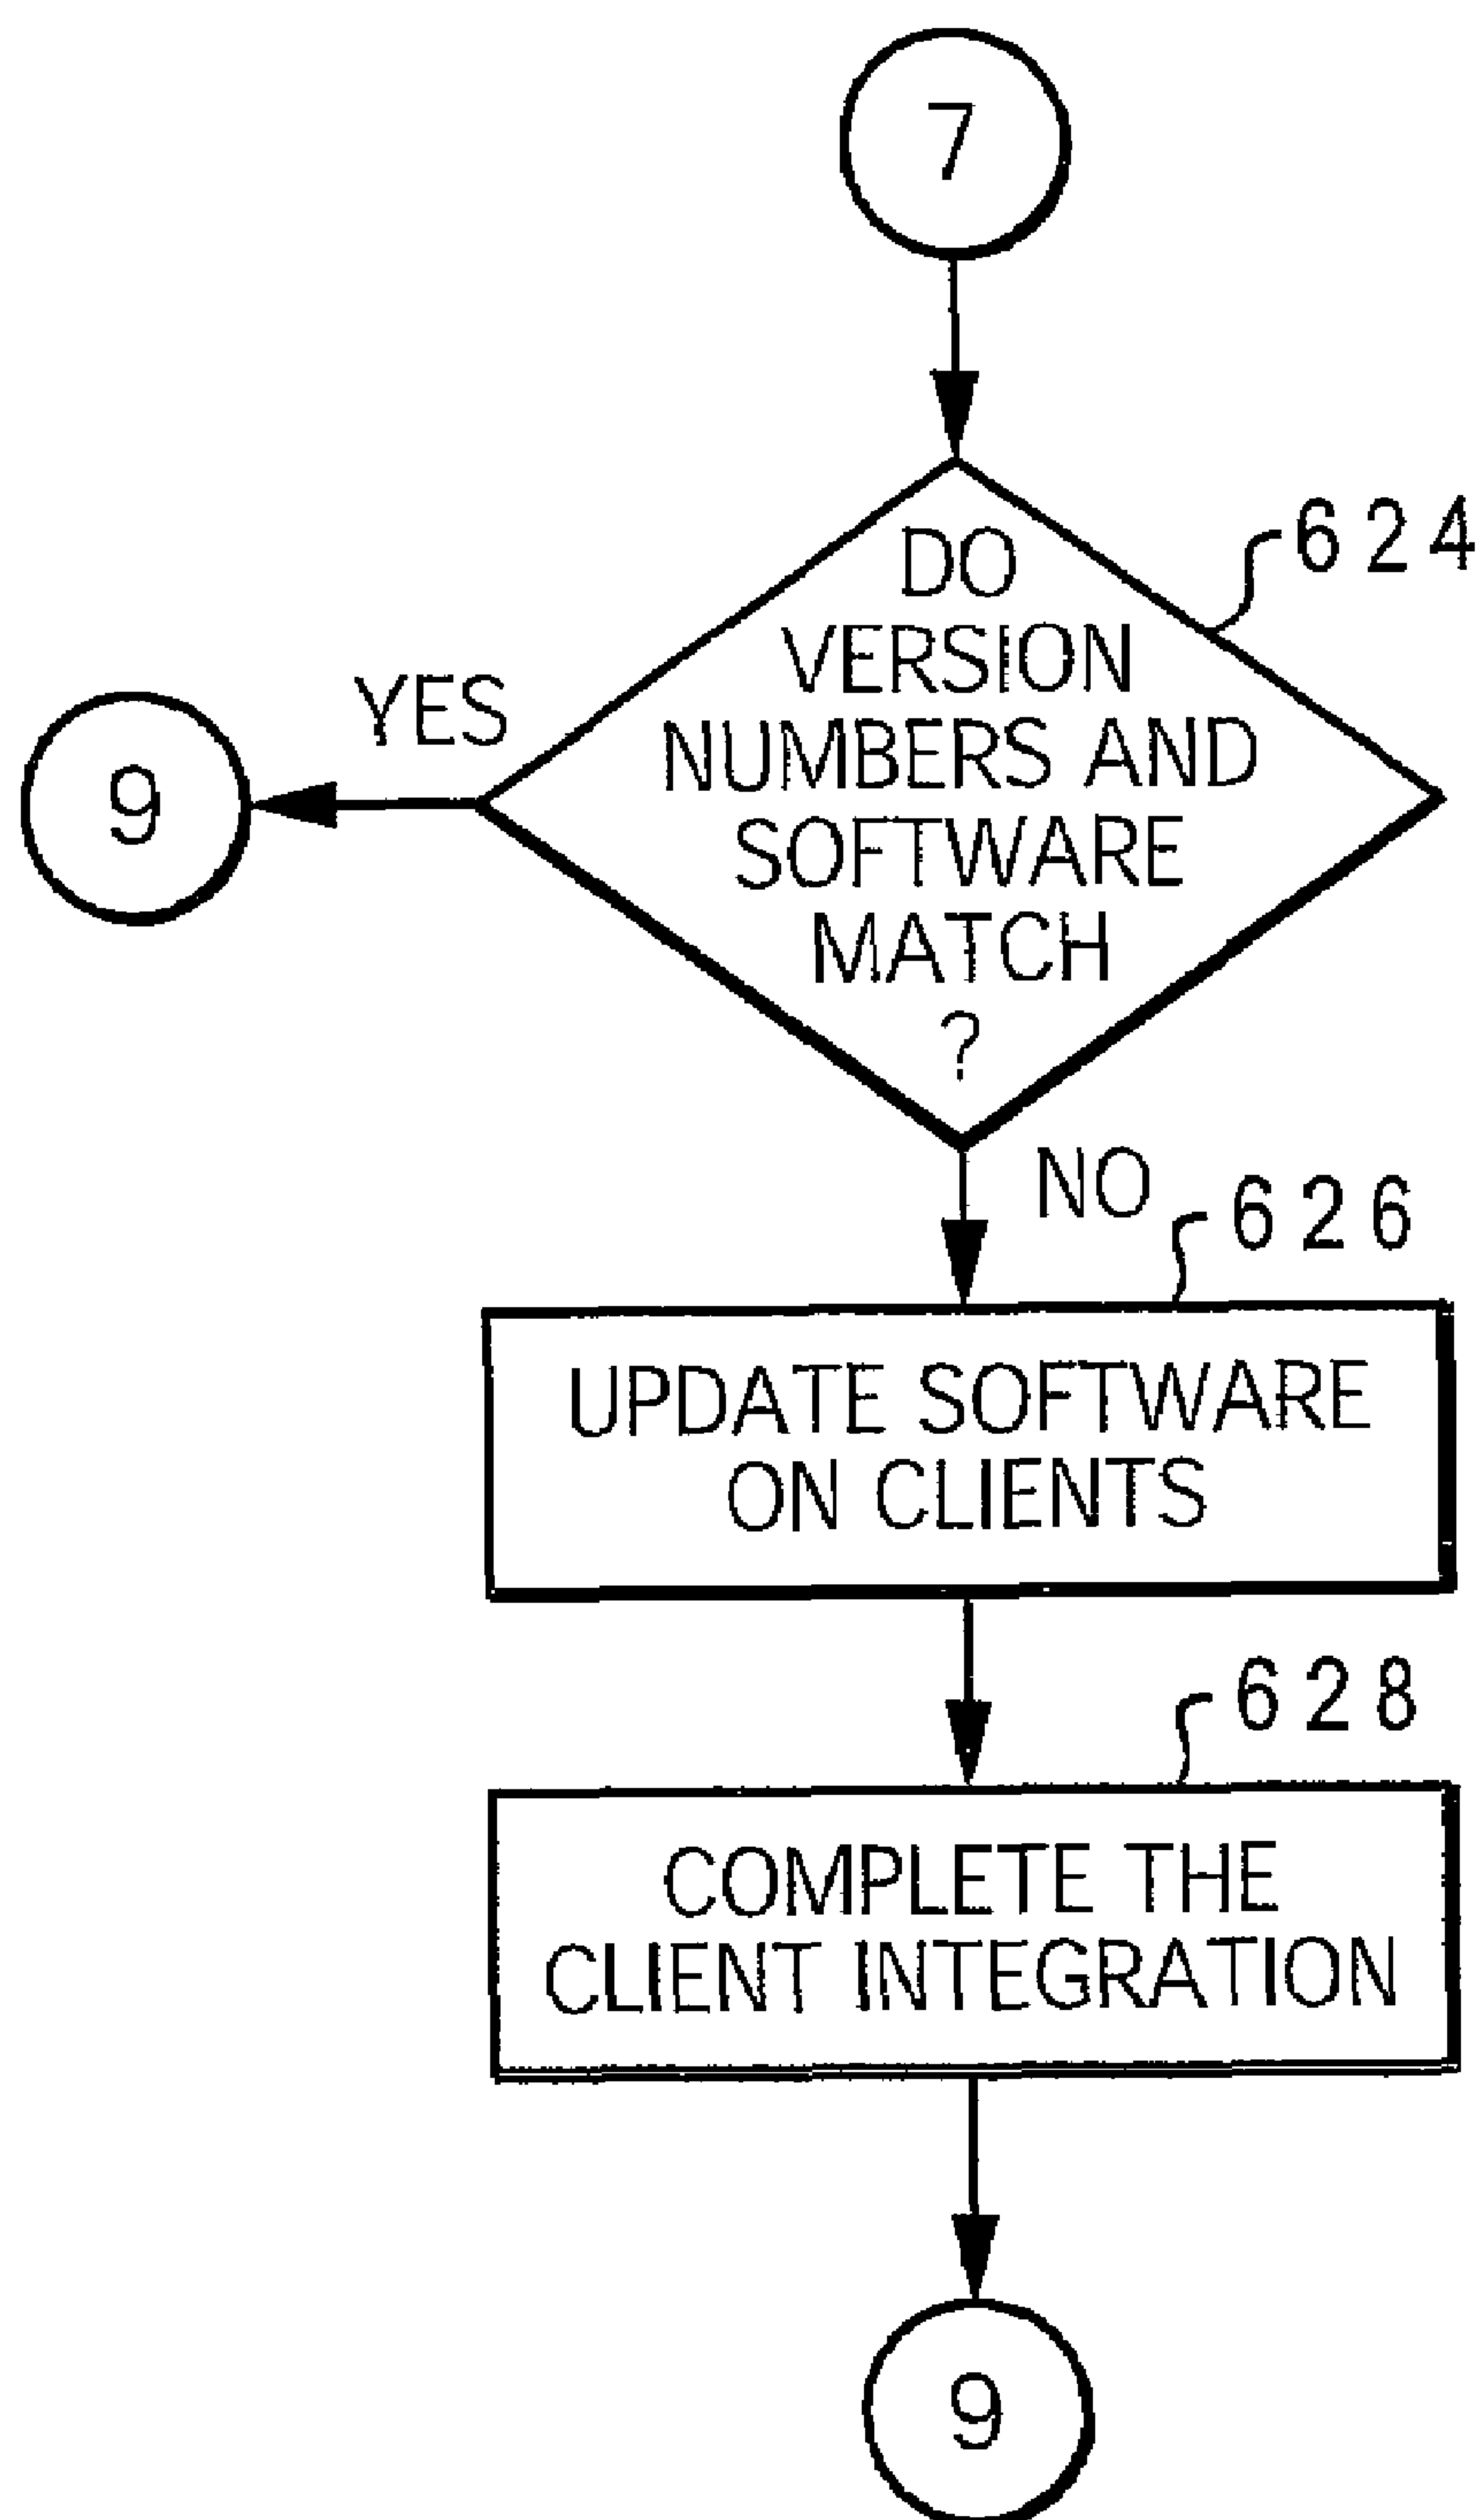 7
DO
VERSION
NUMBERS AND
SOFTWARE
MATCH
?
624
YES
9
NO
626
UPDATE SOFTWARE
ON CLIENTS
628
COMPLETE THE
CLIENT INTEGRATION
9